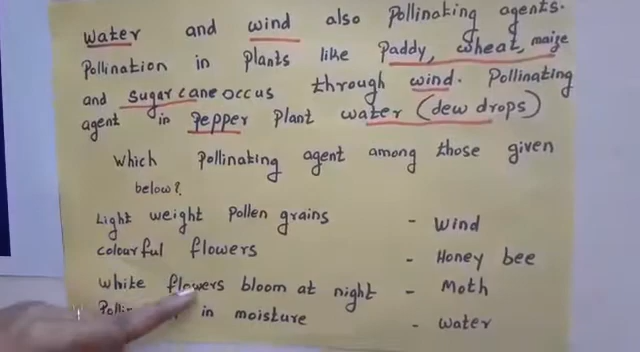 water and wind also pollinating agents.
Pollination in plants like paddy, wheat, maize
and sugarcane occus through wind. Pollinating
agent in pepper plant water (dew drops)
which pollinating agent among those given
below?
Light weight pollen grains - wind
colourful flowers - Honey bee
white flowers bloom at night - Moth
in moisture - water